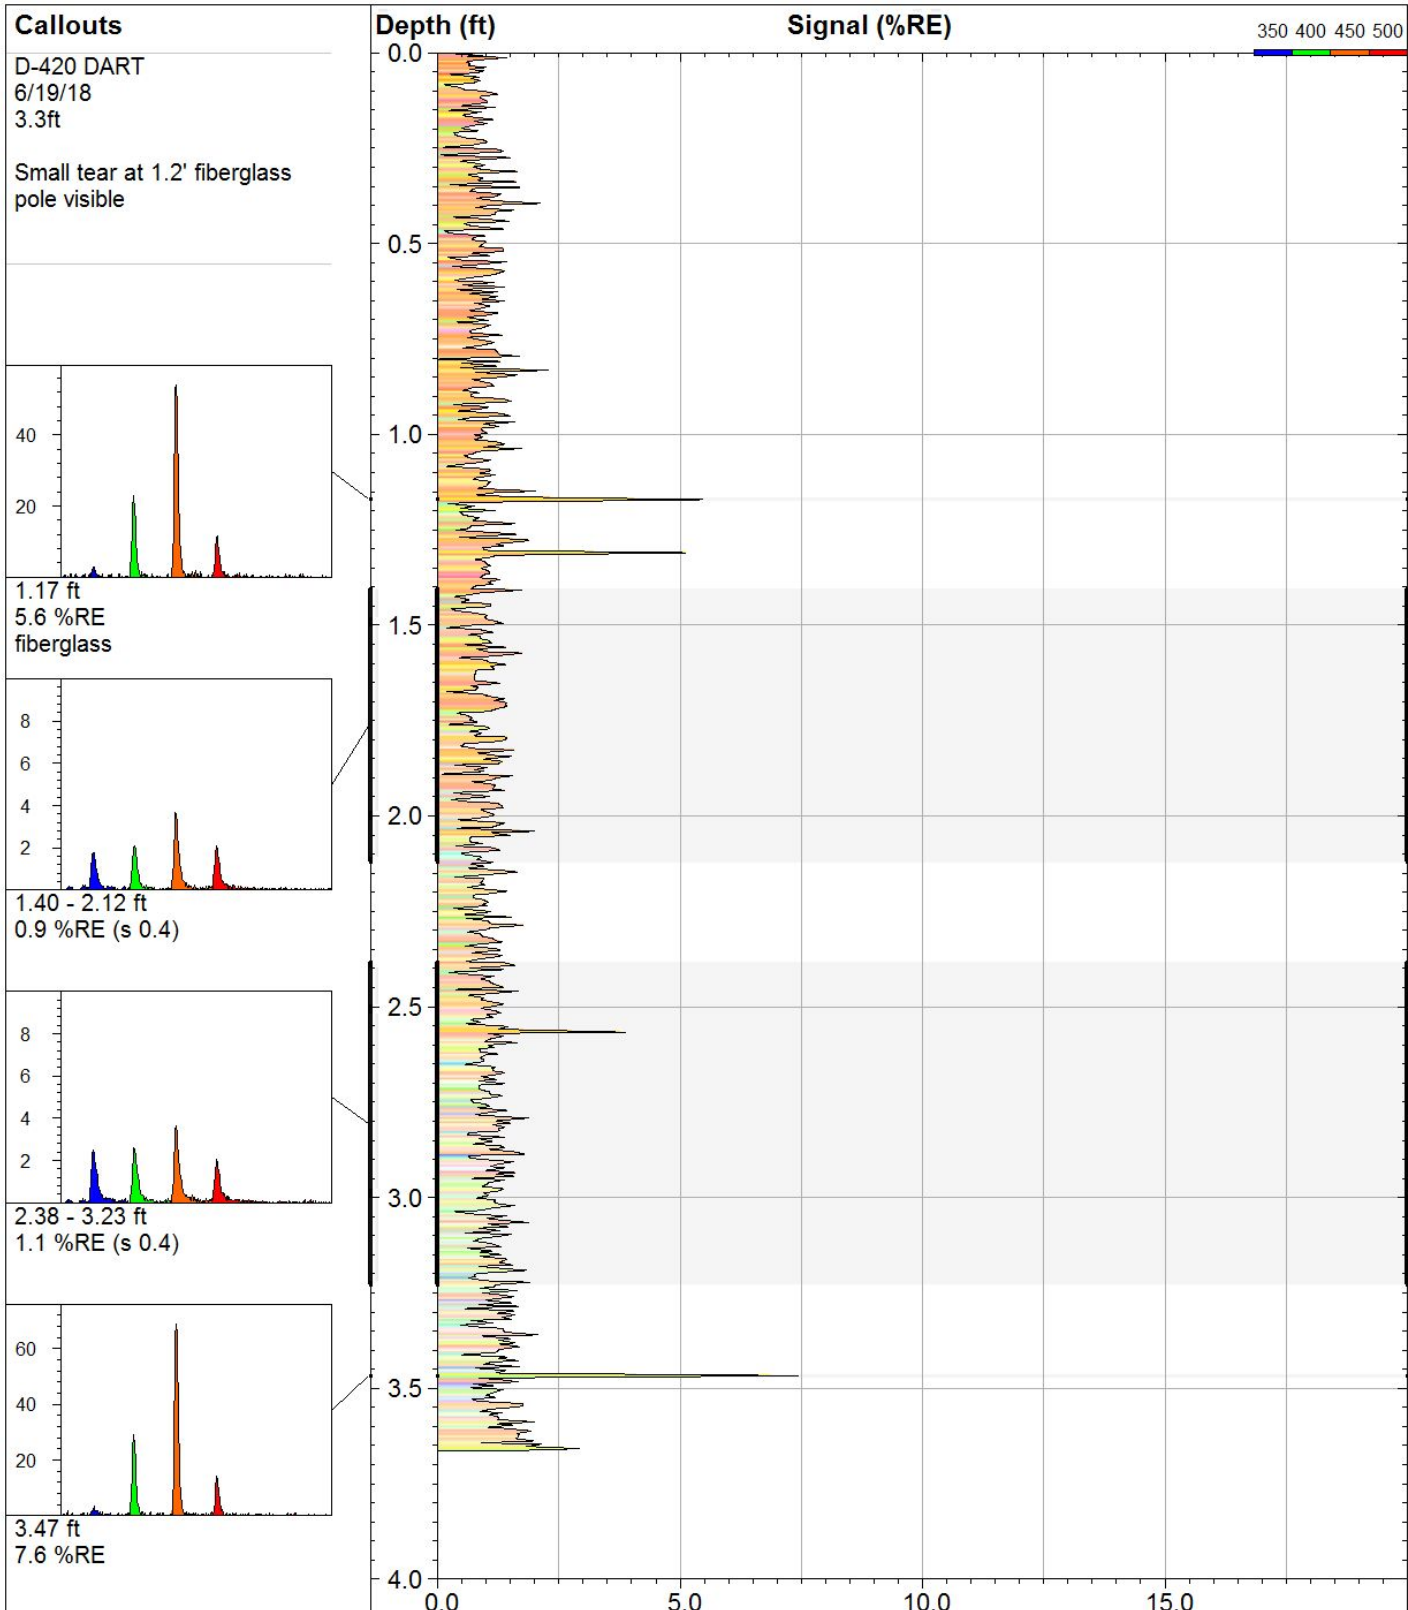 Callouts
Depth (ft)
Signal (%RE)
350 400 450 500
D-420 DART
6/19/18
3.3ft
Small tear at 1.2' fiberglass
pole visible
40
20
1.17 ft
5.6 %RE
fiberglass
8
6
4
2
1.40 - 2.12 ft
0.9 %RE (s 0.4)
8
6
4
2
2.38 - 3.23 ft
1.1 %RE (s 0.4)
60
40
20
3.47 ft
7.6 %RE
0.0
0.5
1.0
1.5
2.0
2.5
3.0
3.5
4.0
0.0 5.0 10.0 15.0